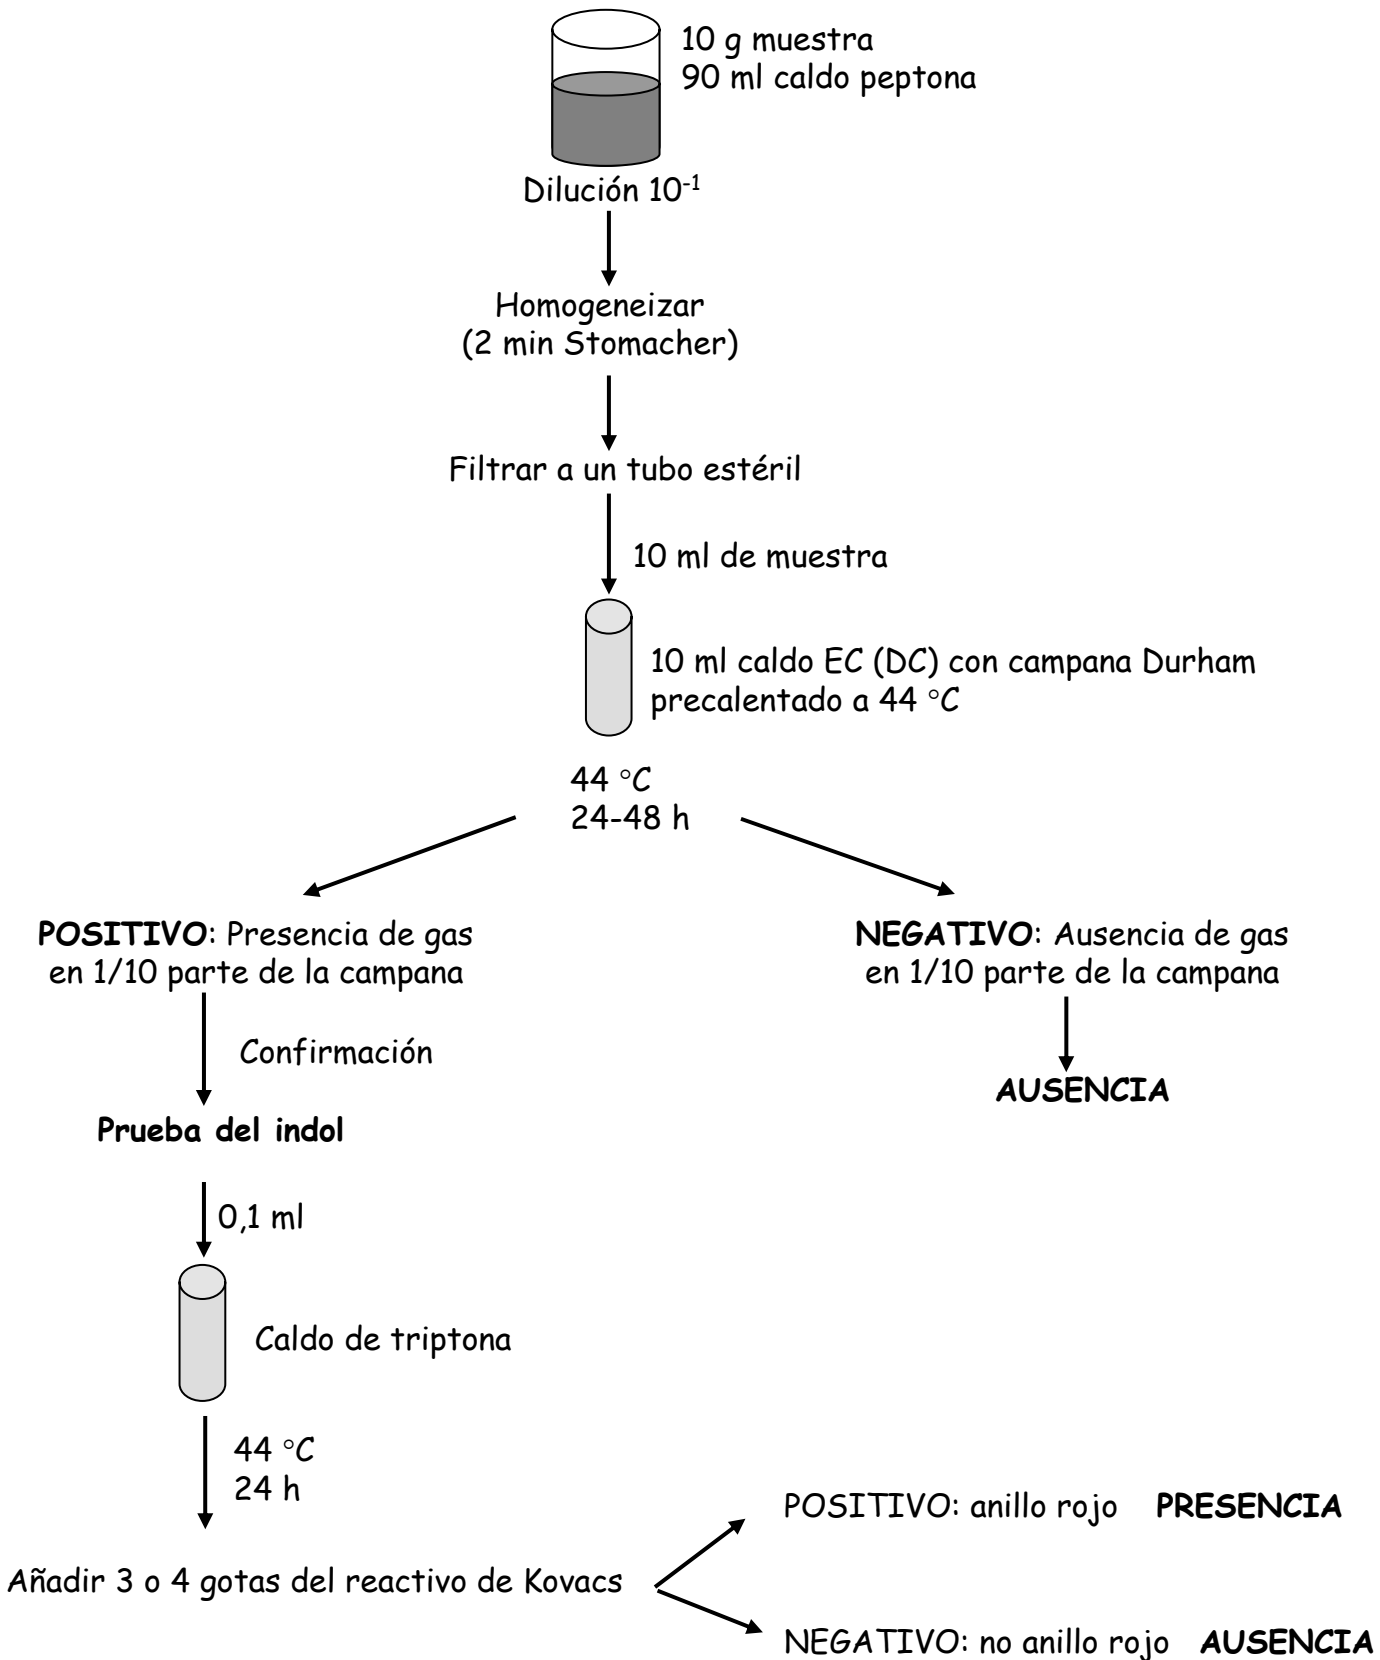 10 g muestra
90 ml caldo peptona
Dilución 10⁻¹
Homogeneizar
(2 min Stomacher)
Filtrar a un tubo estéril
10 ml de muestra
10 ml caldo EC (DC) con campana Durham
precalentado a 44 °C
44 °C
24-48 h
POSITIVO: Presencia de gas
en 1/10 parte de la campana
NEGATIVO: Ausencia de gas
en 1/10 parte de la campana
Confirmación
AUSENCIA
Prueba del indol
0,1 ml
Caldo de triptona
44 °C
24 h
POSITIVO: anillo rojo PRESENCIA
Añadir 3 o 4 gotas del reactivo de Kovacs
NEGATIVO: no anillo rojo AUSENCIA